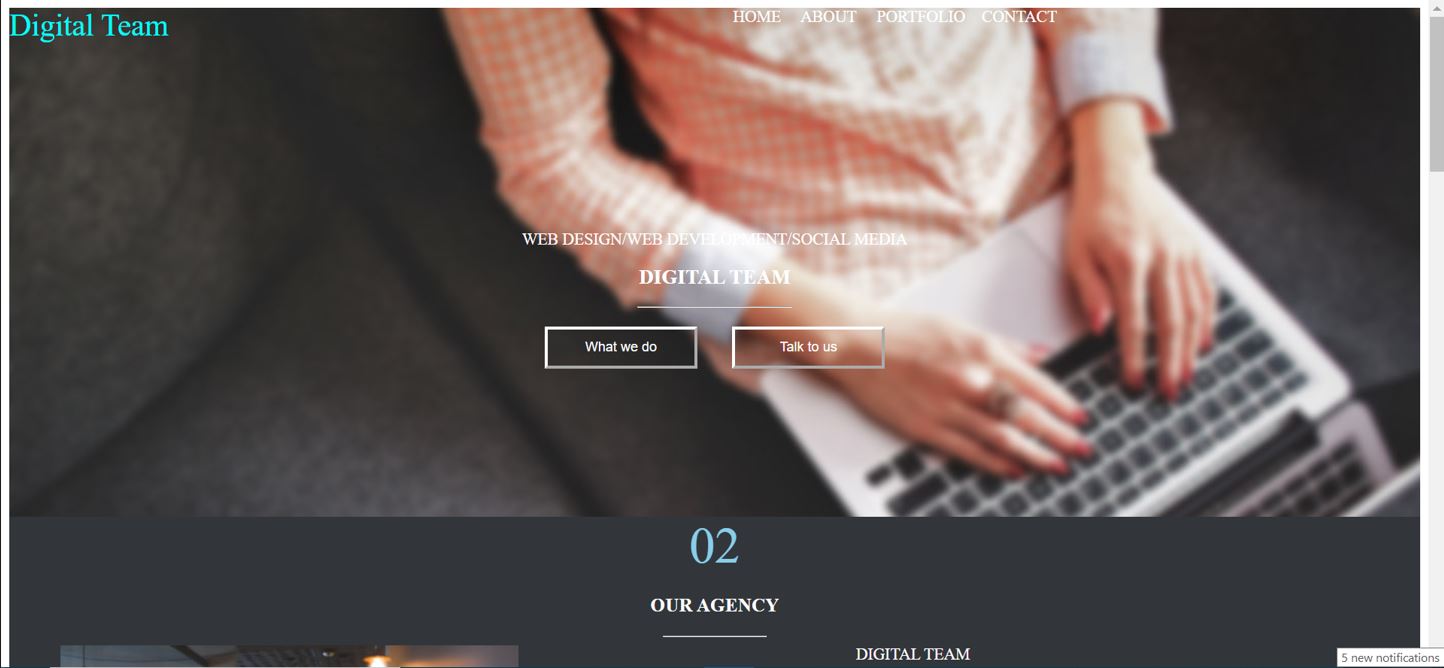 Digital Team
HOME ABOUT PORTFOLIO CONTACT
WEB DESIGN/WEB DEVELOPMENT/SOCIAL MEDIA
DIGITAL TEAM
What we do
Talk to us
02
OUR AGENCY
DIGITAL TEAM
5 new notifications